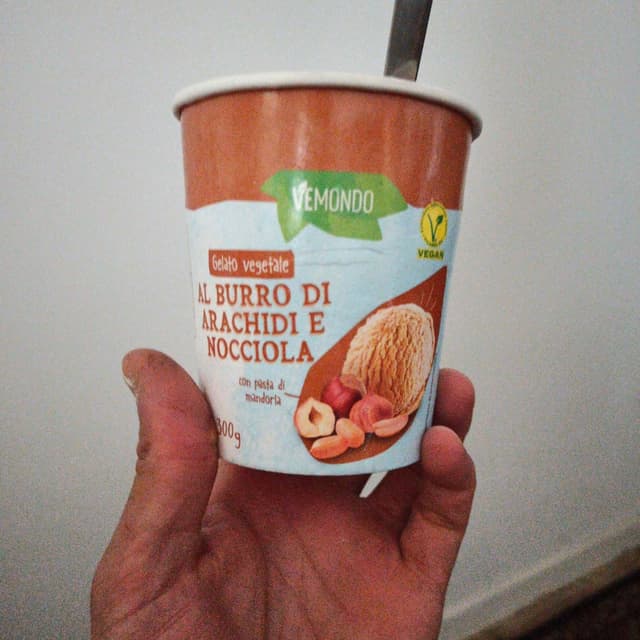 VEMONDO
VEGAN
Gelato vegetale
AL BURRO DI
ARACHIDI E
NOCCIOLA
con pasta di
mandorla
300g